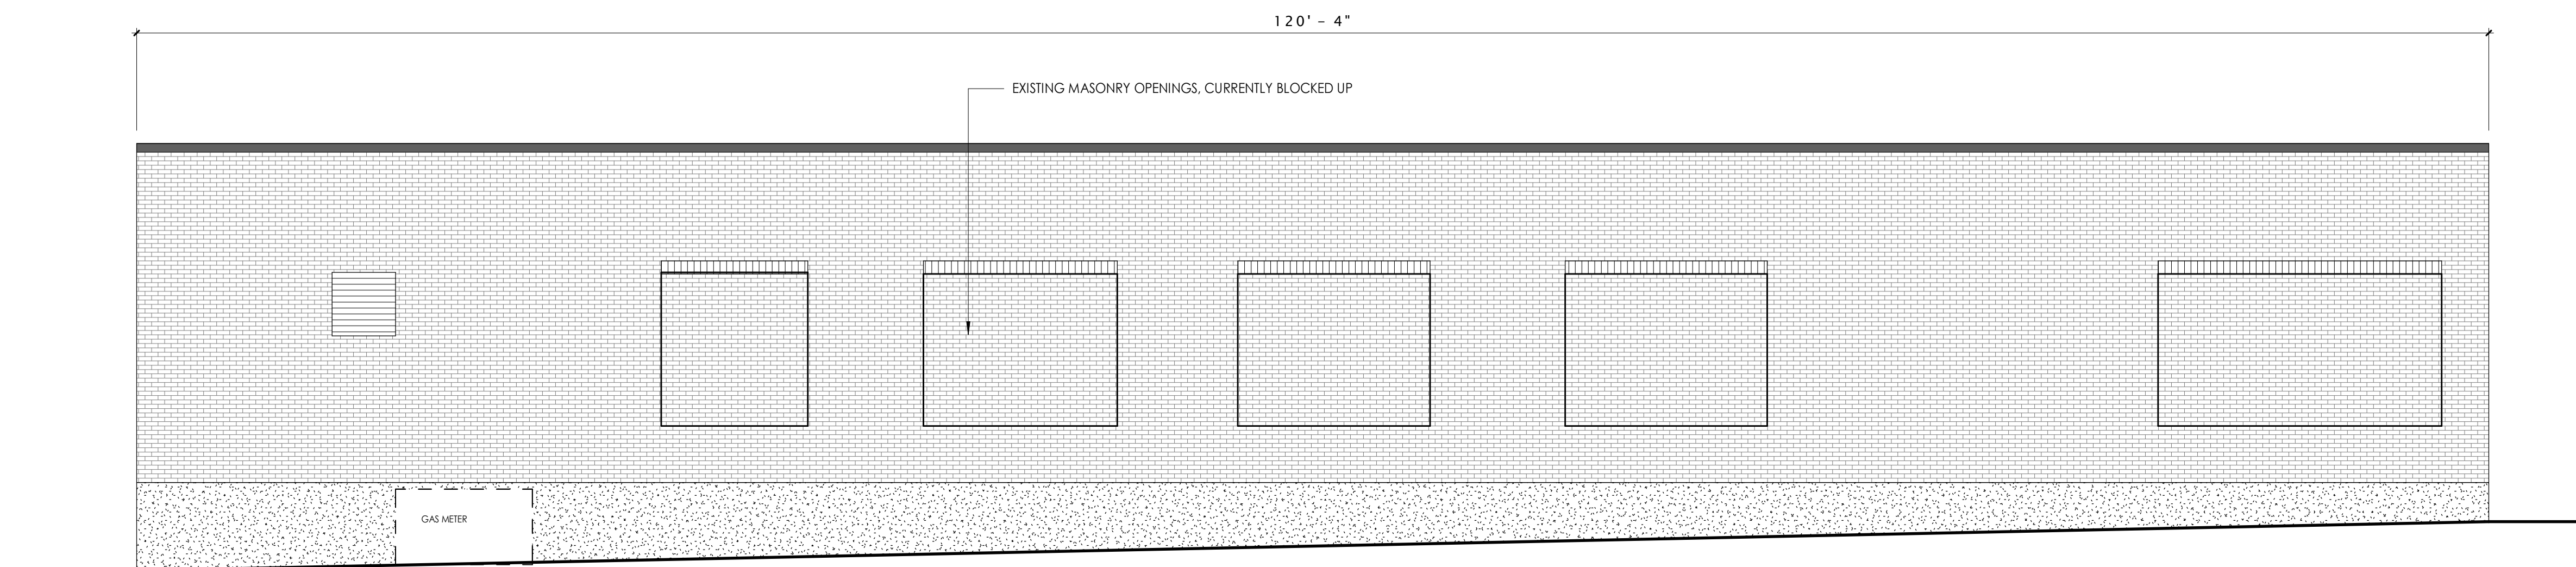 120' – 4"
EXISTING MASONRY OPENINGS, CURRENTLY BLOCKED UP
GAS METER